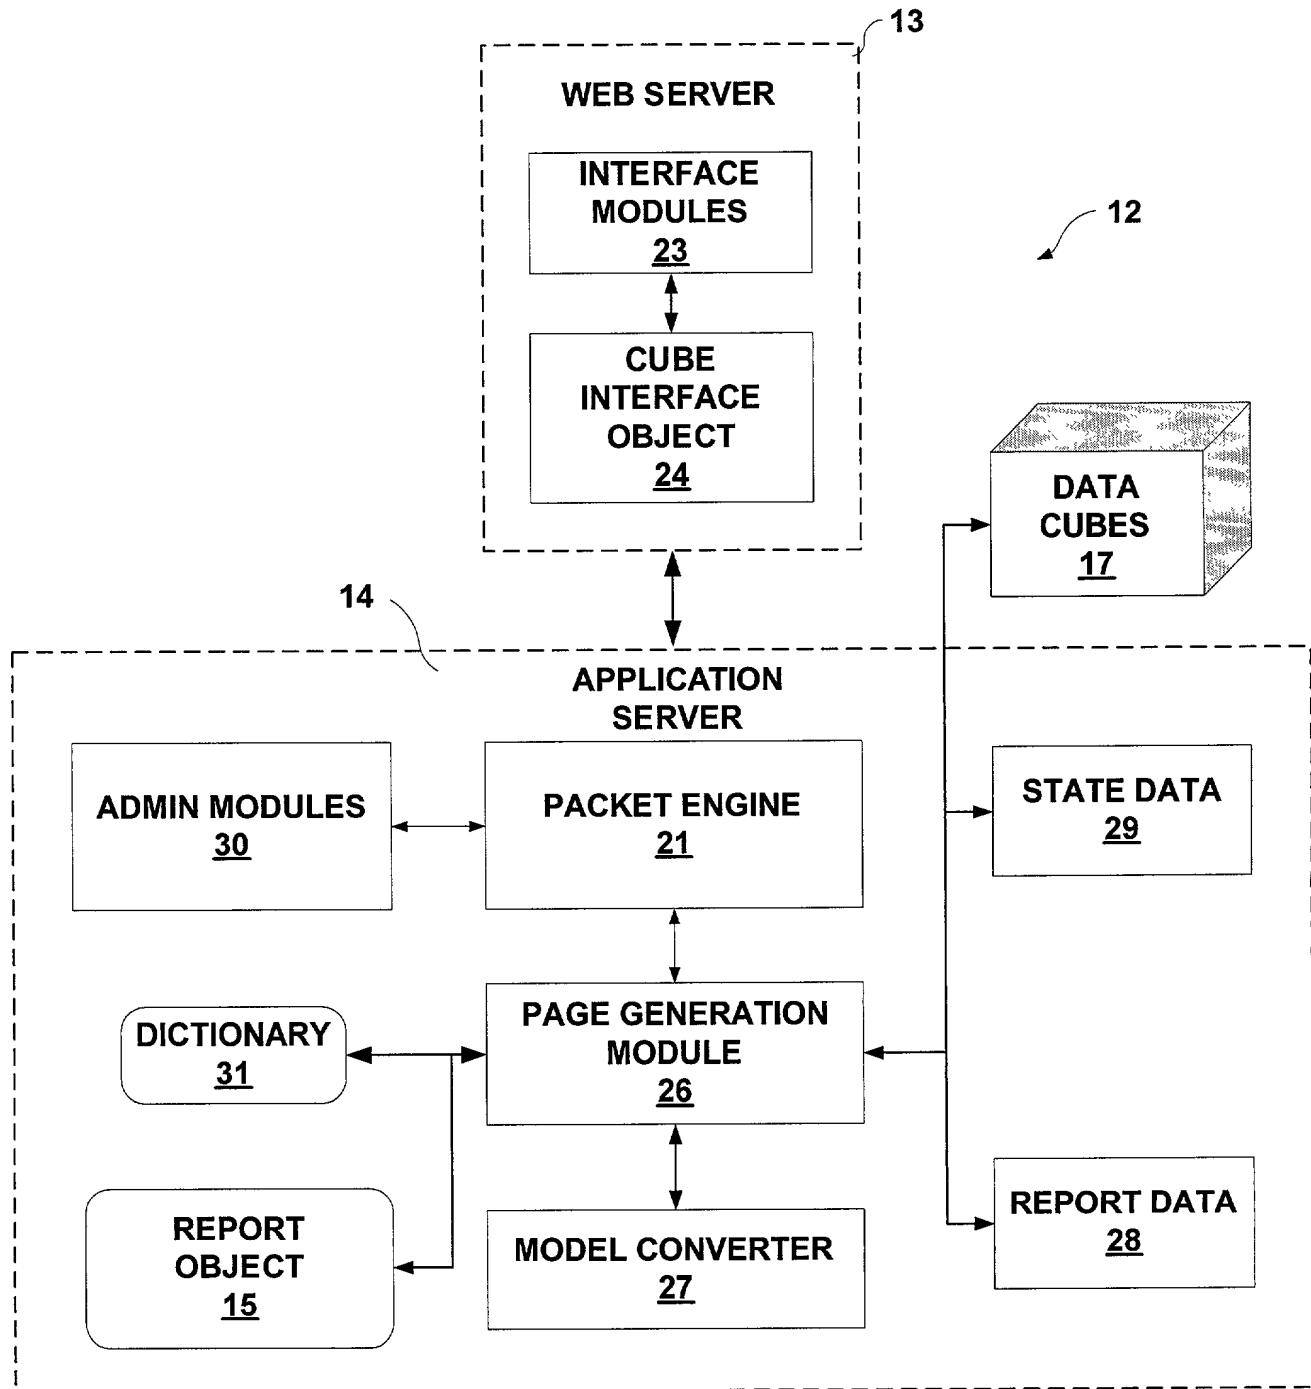 13
WEB SERVER
INTERFACE
MODULES
23
12
CUBE
INTERFACE
OBJECT
24
DATA
CUBES
17
14
APPLICATION
SERVER
ADMIN MODULES
30
PACKET ENGINE
21
STATE DATA
29
PAGE GENERATION
MODULE
26
DICTIONARY
31
REPORT
OBJECT
15
MODEL CONVERTER
27
REPORT DATA
28